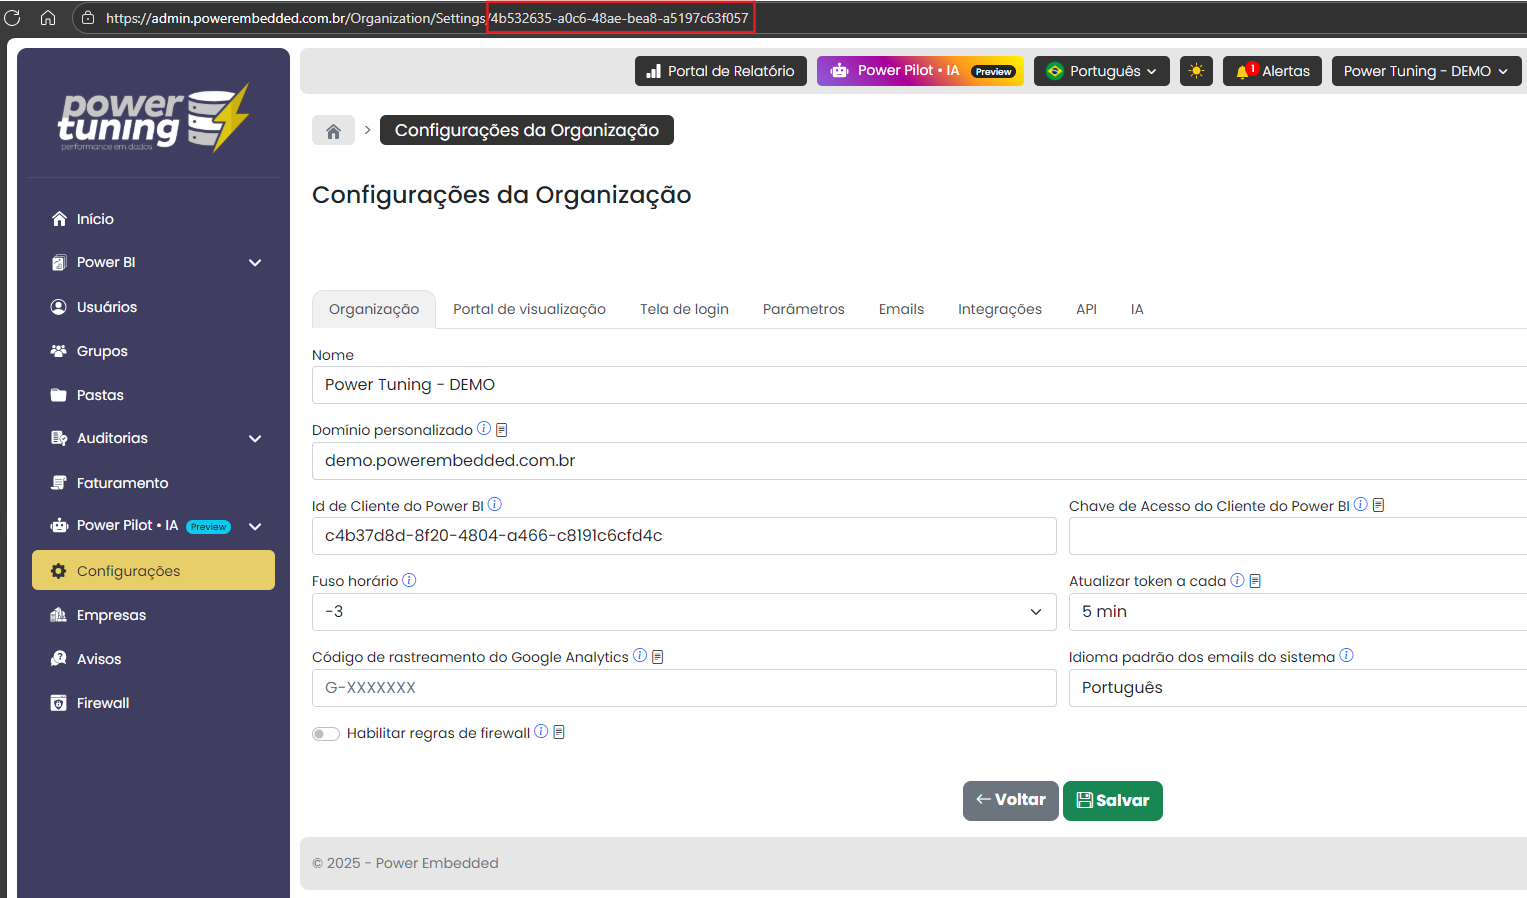 https://admin.powerembedded.com.br/Organization/Settings/4b532635-a0c6-48ae-bea8-a5197c63f057
power
tuning
performance em dados
Início
Power BI
Usuários
Grupos
Pastas
Auditorias
Faturamento
Power Pilot • IA Preview
Configurações
Empresas
Avisos
Firewall
Portal de Relatório
Power Pilot • IA Preview
Português
1 Alertas
Power Tuning - DEMO
> Configurações da Organização
Configurações da Organização
Organização Portal de visualização Tela de login Parâmetros Emails Integrações API IA
Nome
Power Tuning - DEMO
Domínio personalizado
demo.powerembedded.com.br
Id de Cliente do Power BI
c4b37d8d-8f20-4804-a466-c8191c6cfd4c
Chave de Acesso do Cliente do Power BI
Fuso horário
-3
Atualizar token a cada
5 min
Código de rastreamento do Google Analytics
G-XXXXXXX
Idioma padrão dos emails do sistema
Português
Habilitar regras de firewall
Voltar
Salvar
© 2025 - Power Embedded